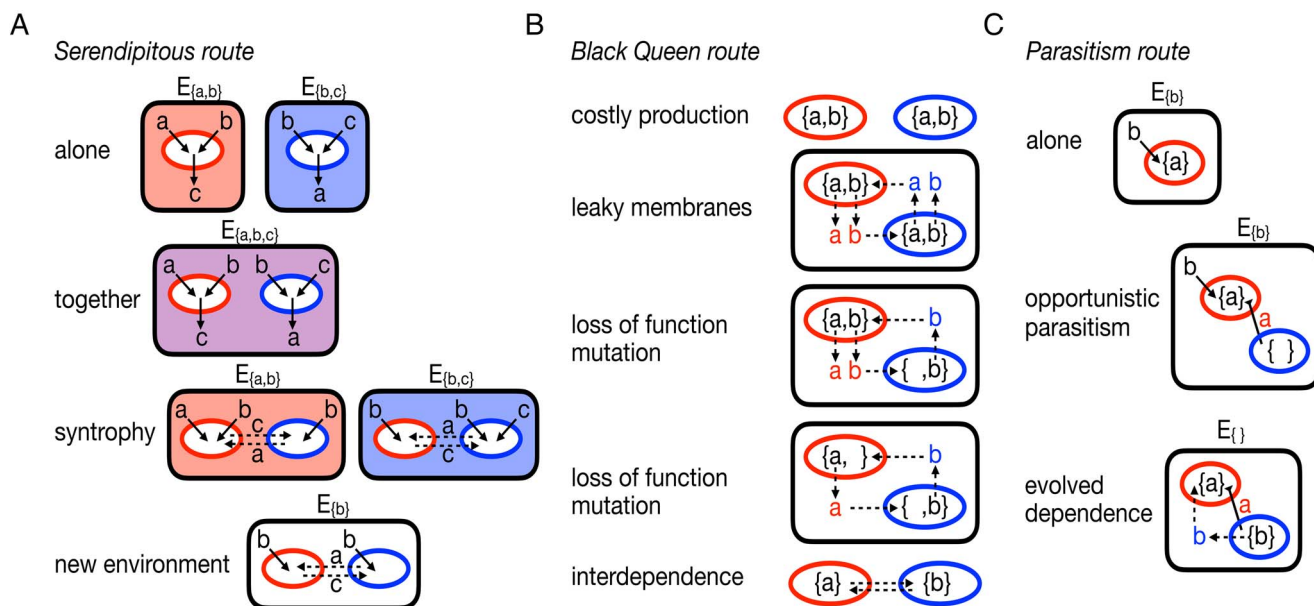 A
Serendipitous route
E{a,b} E{b,c}
a b b c
alone
c a
E{a,b,c}
a b b c
together
c a
E{a,b} E{b,c}
a b b b b c
syntrophy
c a
a c
E{b}
b b
new environment
a
c
B
Black Queen route
costly production {a,b} {a,b}
leaky membranes
{a,b} a b
a b {a,b}
loss of function
mutation
{a,b} b
a b { ,b}
loss of function
mutation
{a, } b
a { ,b}
interdependence {a} {b}
C
Parasitism route
E{b}
alone
b
{a}
E{b}
b
opportunistic
parasitism
{a}
a
{ }
E{ }
evolved
dependence
{a}
a
b {b}